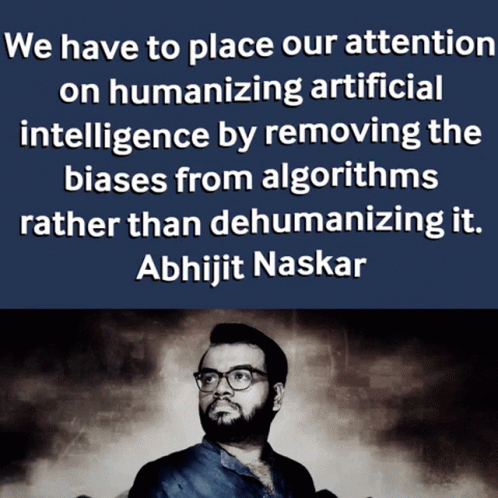 We have to place our attention
on humanizing artificial
intelligence by removing the
biases from algorithms
rather than dehumanizing it.
Abhijit Naskar